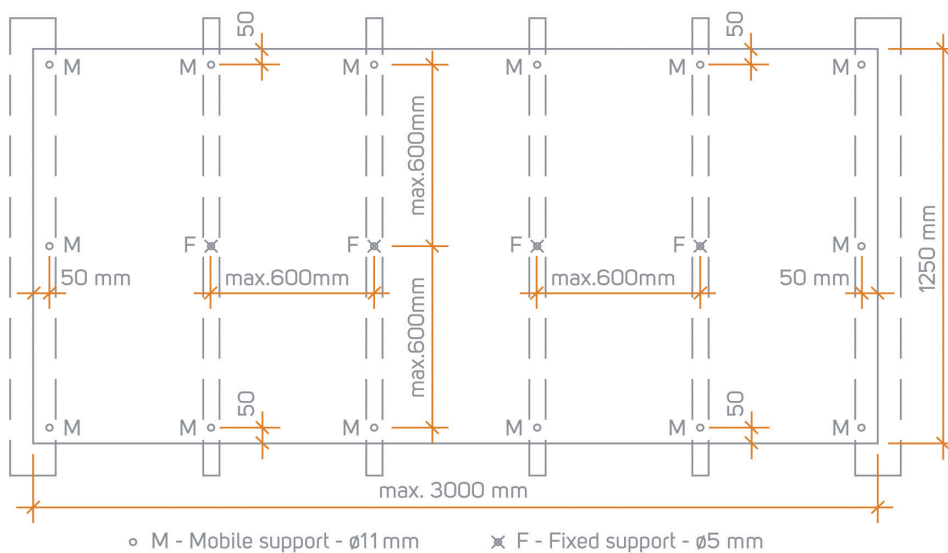 50
50
M M M M M M
max.600mm
1250 mm
M F F F F M
50 mm
max.600mm
max.600mm
50 mm
max.600mm
50
50
M M M M M M
max. 3000 mm
M - Mobile support - ø11 mm
F - Fixed support - ø5 mm